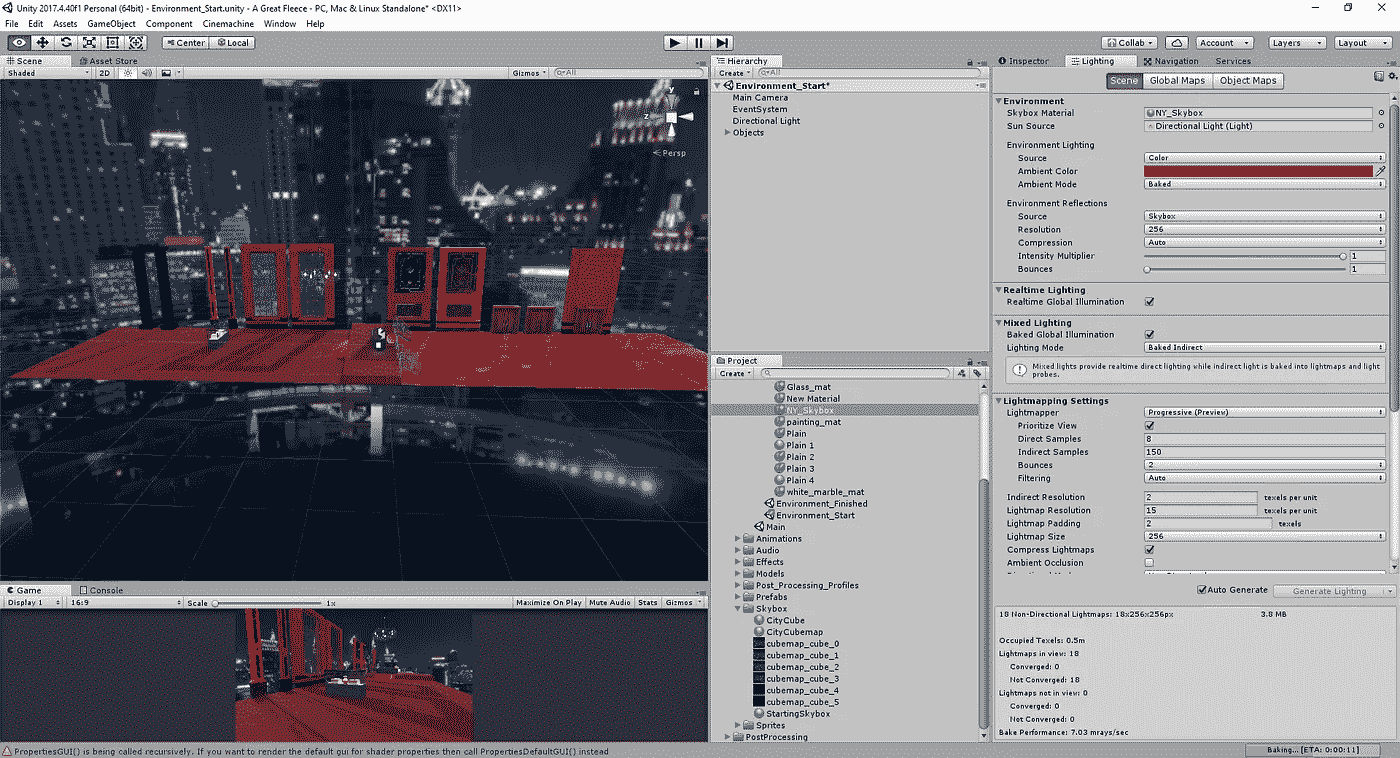 Unity 2017.4.40f1 Personal (64bit) - Environment_Start.unity - A Great Fleece - PC, Mac & Linux Standalone* <DX11>
File Edit Assets GameObject Component Cinemachine Window Help
Center Local Collab Account Layers Layout
Scene Asset Store
Shaded 2D Gizmos All
y
z
Persp
Hierarchy
Create All
Environment_Start*
Main Camera
EventSystem
Directional Light
Objects
Project
Create
Glass_mat
New Material
NY_Skybox
painting_mat
Plain
Plain 1
Plain 2
Plain 3
Plain 4
white_marble_mat
Environment_Finished
Environment_Start
Main
Animations
Audio
Effects
Models
Post_Processing_Profiles
Prefabs
Skybox
CityCube
CityCubemap
cubemap_cube_0
cubemap_cube_1
cubemap_cube_2
cubemap_cube_3
cubemap_cube_4
cubemap_cube_5
StartingSkybox
Sprites
PostProcessing
Inspector Lighting Navigation Services
Scene Global Maps Object Maps
Environment
Skybox Material NY_Skybox
Sun Source Directional Light (Light)
Environment Lighting
Source Color
Ambient Color
Ambient Mode Baked
Environment Reflections
Source Skybox
Resolution 256
Compression Auto
Intensity Multiplier 1
Bounces 1
Realtime Lighting
Realtime Global Illumination
Mixed Lighting
Baked Global Illumination
Lighting Mode Baked Indirect
Mixed lights provide realtime direct lighting while indirect light is baked into lightmaps and light
probes.
Lightmapping Settings
Lightmapper Progressive (Preview)
Prioritize View
Direct Samples 8
Indirect Samples 150
Bounces 2
Filtering Auto
Indirect Resolution 2 texels per unit
Lightmap Resolution 15 texels per unit
Lightmap Padding 2 texels
Lightmap Size 256
Compress Lightmaps
Ambient Occlusion
Auto Generate Generate Lighting
18 Non-Directional Lightmaps: 18x256x256px 3.8 MB
Occupied Texels: 0.5m
Lightmaps in view: 18
Converged: 0
Not Converged: 18
Lightmaps not in view: 0
Converged: 0
Not Converged: 0
Bake Performance: 7.03 mrays/sec
Game Console
Display 1 16:9 Scale 1x Maximize On Play Mute Audio Stats Gizmos
PropertiesGUI() is being called recursively. If you want to render the default gui for shader properties then call PropertiesDefaultGUI() instead
Baking... [ETA: 0:00:11]